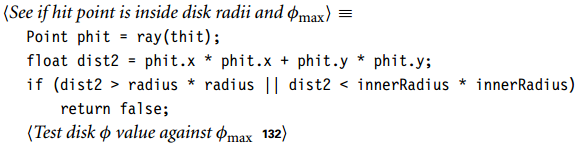 ⟨See if hit point is inside disk radii and ϕmax⟩ ≡
Point phit = ray(thit);
float dist2 = phit.x * phit.x + phit.y * phit.y;
if (dist2 > radius * radius || dist2 < innerRadius * innerRadius)
return false;
⟨Test disk ϕ value against ϕmax 132⟩